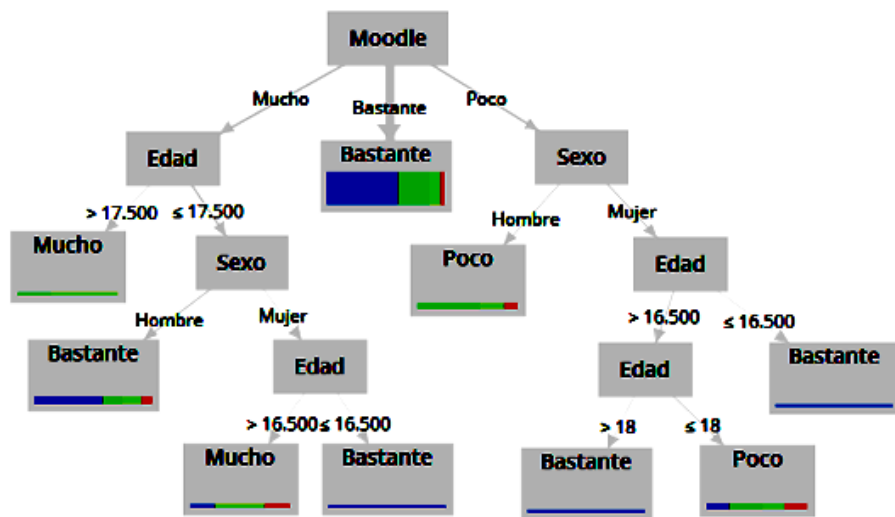 Moodle
Mucho
Bastante
Poco
Edad
Bastante
Sexo
> 17.500
≤ 17.500
Hombre
Mujer
Mucho
Sexo
Poco
Edad
Hombre
Mujer
> 16.500
≤ 16.500
Bastante
Edad
Edad
Bastante
> 16.500
≤ 16.500
> 18
≤ 18
Mucho
Bastante
Bastante
Poco